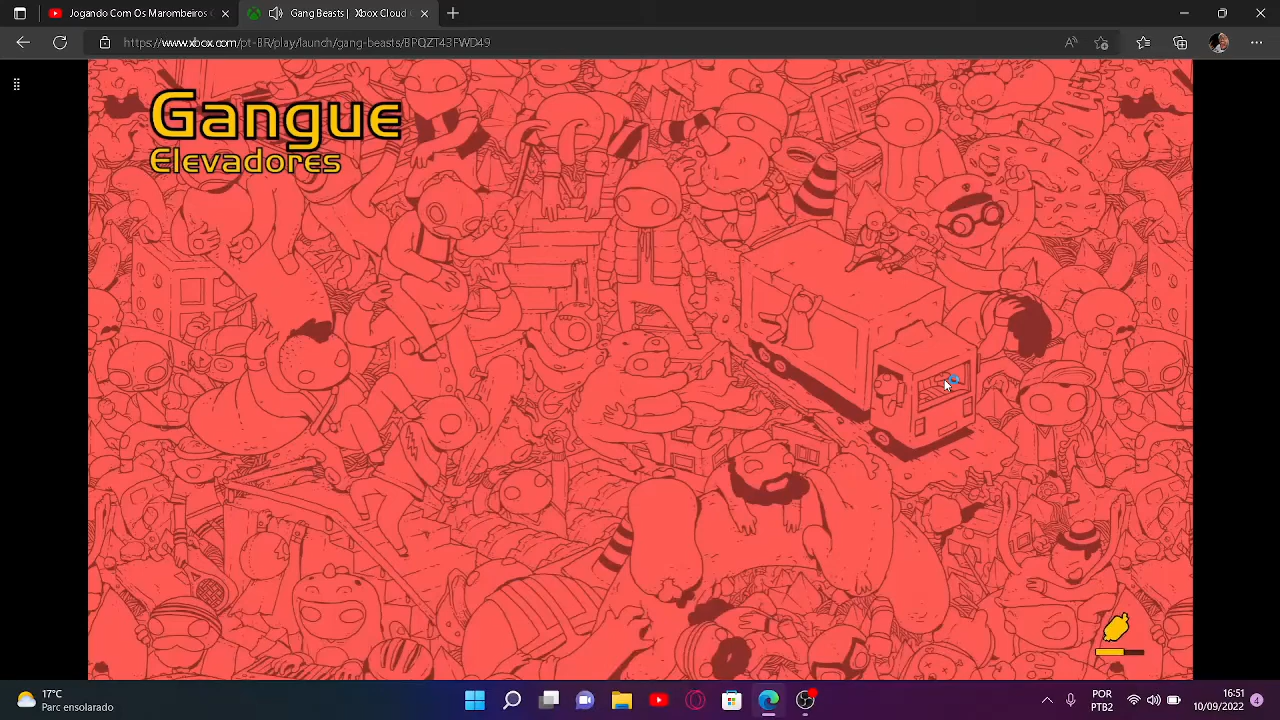 Jogando Com Os Marombeiros (
Gang Beasts | Xbox Cloud G
https://www.xbox.com/pt-BR/play/launch/gang-beasts/BPQZT43FWD49
Gangue
Elevadores
17°C
Parc ensolarado
POR
PTB2
16:51
10/09/2022
4